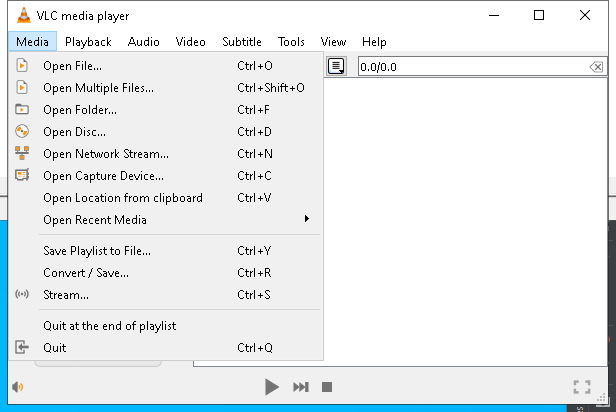 VLC media player
Media Playback Audio Video Subtitle Tools View Help
Open File... Ctrl+O
0.0/0.0
Open Multiple Files... Ctrl+Shift+O
Open Folder... Ctrl+F
Open Disc... Ctrl+D
Open Network Stream... Ctrl+N
Open Capture Device... Ctrl+C
Open Location from clipboard Ctrl+V
Open Recent Media
Save Playlist to File... Ctrl+Y
Convert / Save... Ctrl+R
Stream... Ctrl+S
Quit at the end of playlist
Quit Ctrl+Q